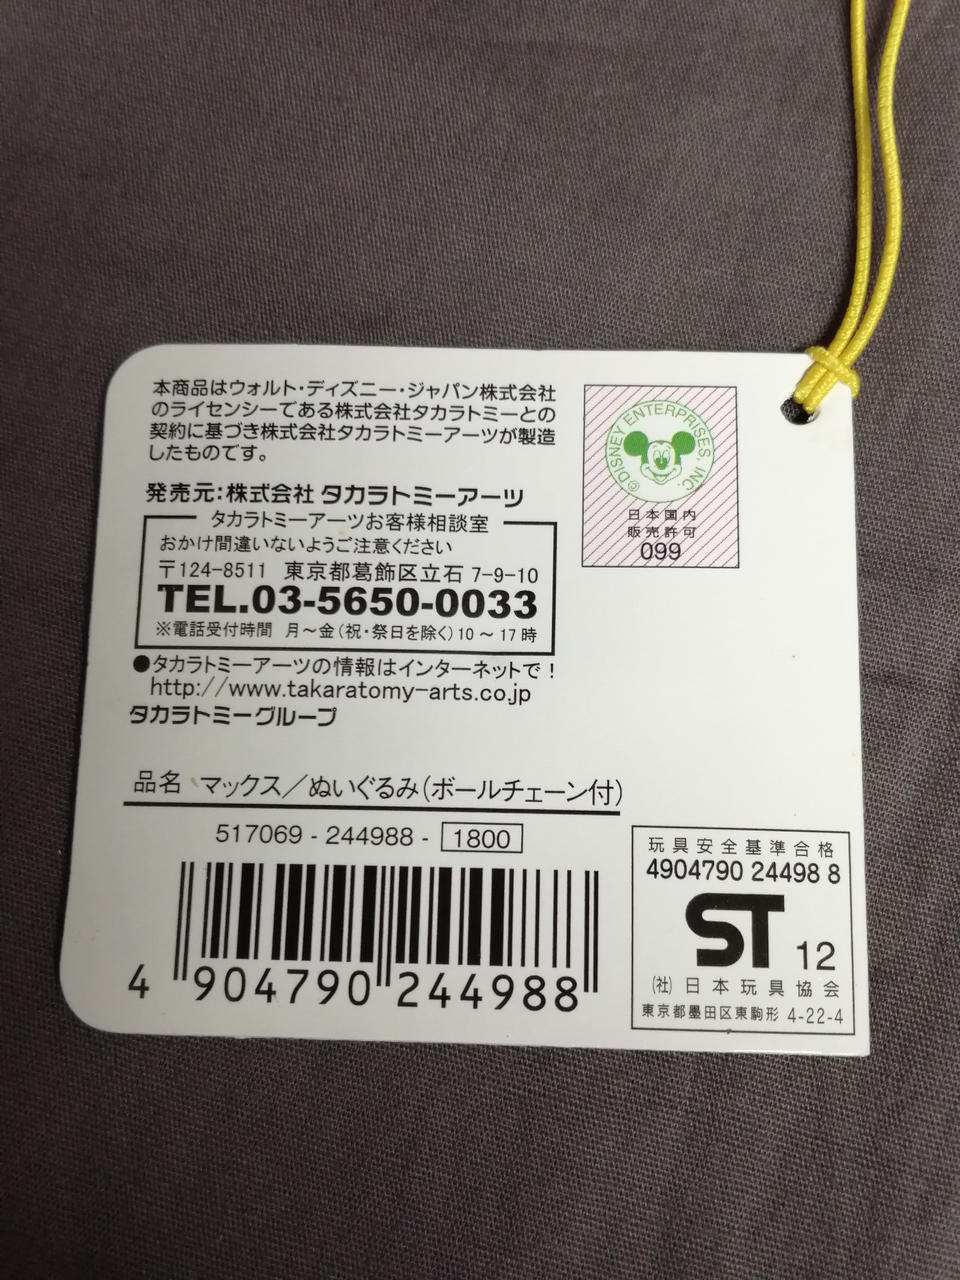 本商品はウォルト・ディズニー・ジャパン株式会社
のライセンシーである株式会社タカラトミーとの
契約に基づき株式会社タカラトミーアーツが製造
したものです。
発売元:株式会社 タカラトミーアーツ
タカラトミーアーツお客様相談室
おかけ間違いないようご注意ください
〒124-8511 東京都葛飾区立石 7-9-10
TEL.03-5650-0033
※電話受付時間 月～金(祝・祭日を除く)10～17時
●タカラトミーアーツの情報はインターネットで!
http://www.takaratomy-arts.co.jp
タカラトミーグループ
©DISNEY ENTERPRISES, INC.
日本国内
販売許可
099
品名 マックス/ぬいぐるみ(ボールチェーン付)
517069 - 244988 - 1800
4 904790 244988
玩具安全基準合格
4904790 24498 8
ST 12
(社)日本玩具協会
東京都墨田区東駒形 4-22-4